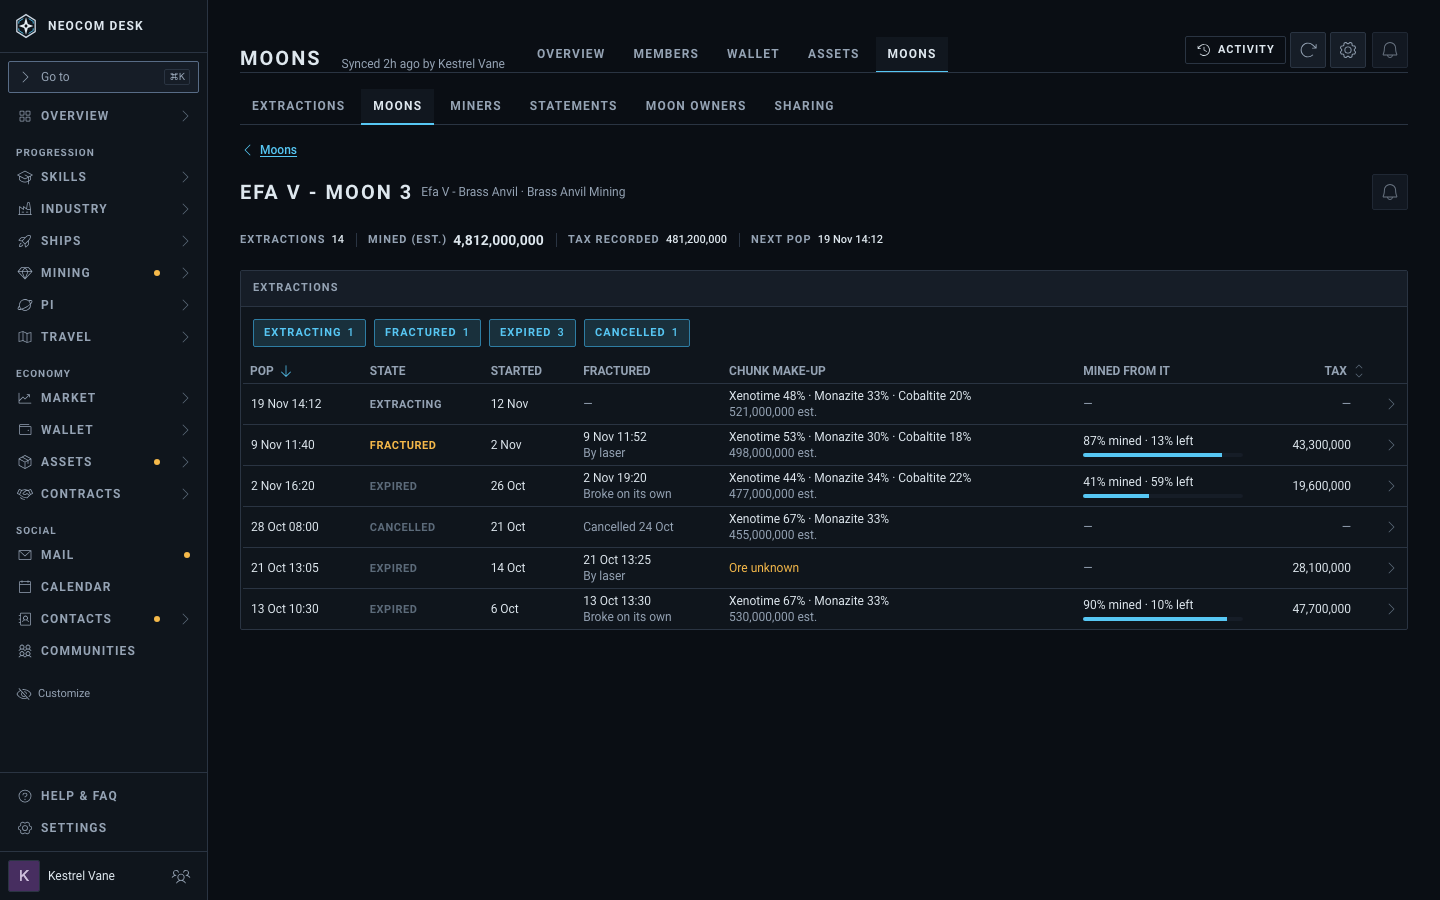 NEOCOM DESK
Go to ⌘K
OVERVIEW
PROGRESSION
SKILLS
INDUSTRY
SHIPS
MINING
PI
TRAVEL
ECONOMY
MARKET
WALLET
ASSETS
CONTRACTS
SOCIAL
MAIL
CALENDAR
CONTACTS
COMMUNITIES
Customize
HELP & FAQ
SETTINGS
K Kestrel Vane
MOONS Synced 2h ago by Kestrel Vane OVERVIEW MEMBERS WALLET ASSETS MOONS ACTIVITY
EXTRACTIONS MOONS MINERS STATEMENTS MOON OWNERS SHARING
Moons
EFA V - MOON 3 Efa V - Brass Anvil · Brass Anvil Mining
EXTRACTIONS 14 MINED (EST.) 4,812,000,000 TAX RECORDED 481,200,000 NEXT POP 19 Nov 14:12
EXTRACTIONS
EXTRACTING 1 FRACTURED 1 EXPIRED 3 CANCELLED 1
POP STATE STARTED FRACTURED CHUNK MAKE-UP MINED FROM IT TAX
19 Nov 14:12 EXTRACTING 12 Nov — Xenotime 48% · Monazite 33% · Cobaltite 20% — —
521,000,000 est.
9 Nov 11:40 FRACTURED 2 Nov 9 Nov 11:52 Xenotime 53% · Monazite 30% · Cobaltite 18% 87% mined · 13% left 43,300,000
By laser 498,000,000 est.
2 Nov 16:20 EXPIRED 26 Oct 2 Nov 19:20 Xenotime 44% · Monazite 34% · Cobaltite 22% 41% mined · 59% left 19,600,000
Broke on its own 477,000,000 est.
28 Oct 08:00 CANCELLED 21 Oct Cancelled 24 Oct Xenotime 67% · Monazite 33% — —
455,000,000 est.
21 Oct 13:05 EXPIRED 14 Oct 21 Oct 13:25 Ore unknown — 28,100,000
By laser
13 Oct 10:30 EXPIRED 6 Oct 13 Oct 13:30 Xenotime 67% · Monazite 33% 90% mined · 10% left 47,700,000
Broke on its own 530,000,000 est.